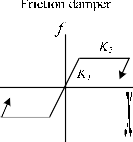 Friction damper
f
K₂
K₁